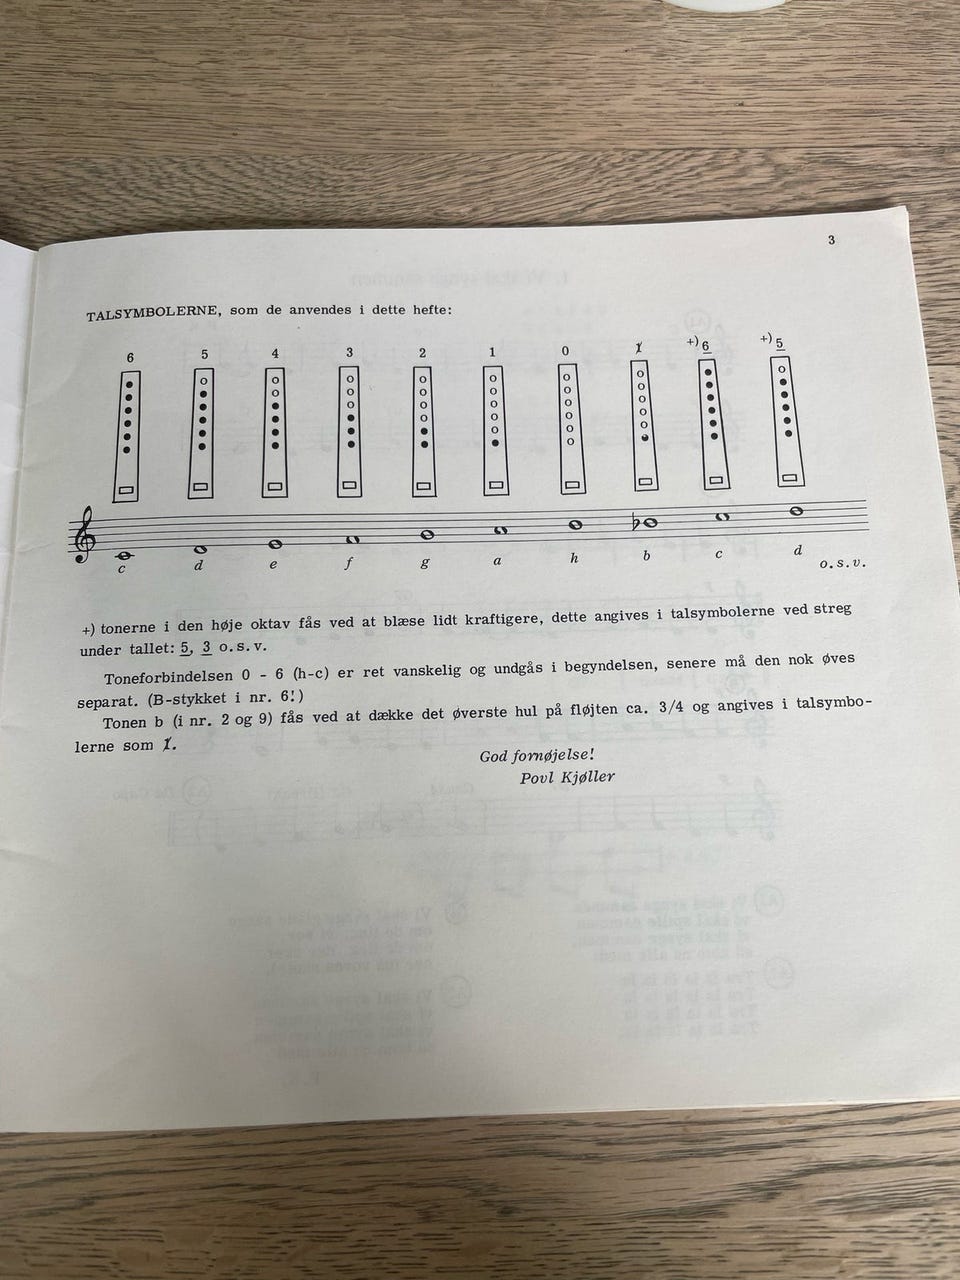 3
TALSYMBOLERNE, som de anvendes i dette hefte:
6 5 4 3 2 1 0 1̸ +) 6 +) 5
c d e f g a h b c d o.s.v.
+) tonerne i den høje oktav fås ved at blæse lidt kraftigere, dette angives i talsymbolerne ved streg
under tallet: 5, 3 o.s.v.
Toneforbindelsen 0 - 6 (h-c) er ret vanskelig og undgås i begyndelsen, senere må den nok øves
separat. (B-stykket i nr. 6!)
Tonen b (i nr. 2 og 9) fås ved at dække det øverste hul på fløjten ca. 3/4 og angives i talsymbo-
lerne som 1̸.
God fornøjelse!
Povl Kjøller